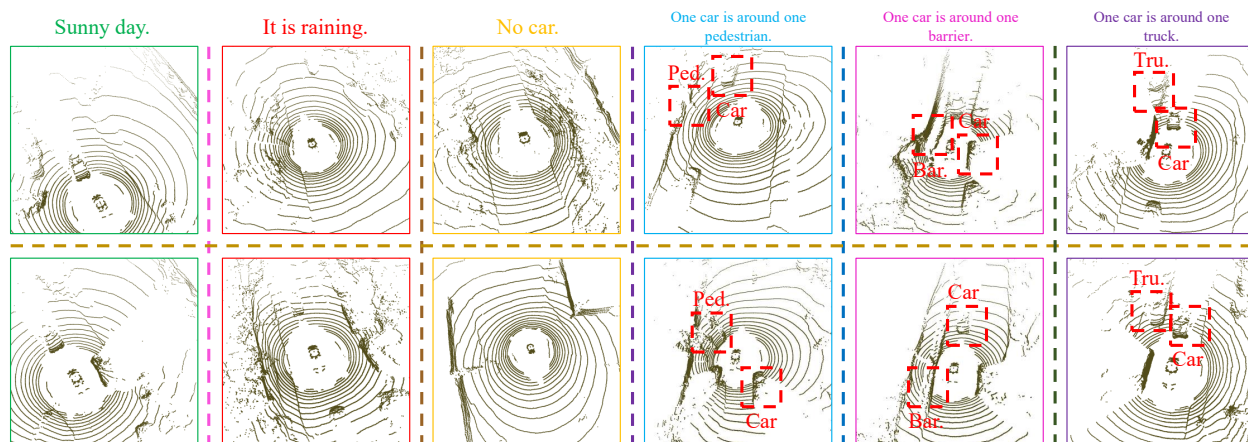 Sunny day.
It is raining.
No car.
One car is around one
pedestrian.
One car is around one
barrier.
One car is around one
truck.
Ped.
Car
Car
Bar.
Tru.
Car
Ped.
Car
Car
Bar.
Tru.
Car